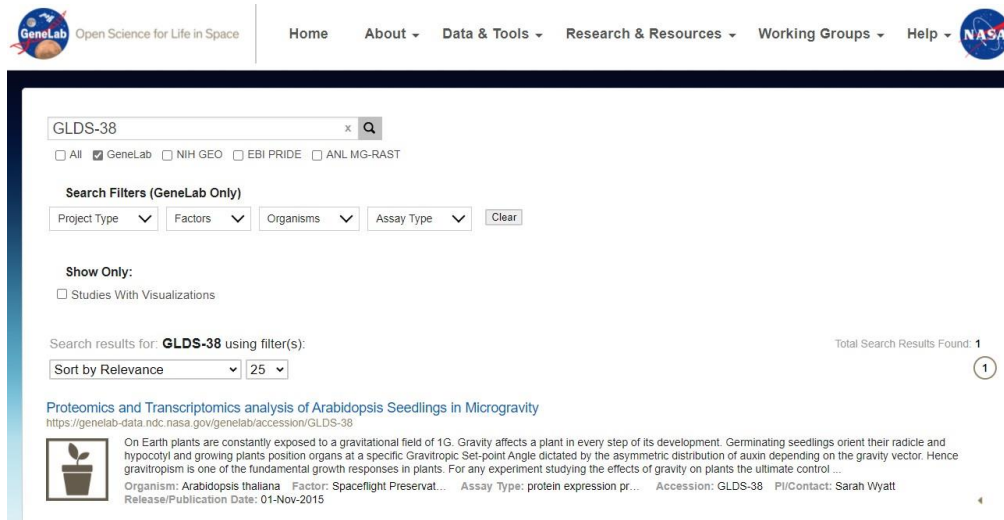 GeneLab
Open Science for Life in Space
Home About Data & Tools Research & Resources Working Groups Help
NASA
GLDS-38 x
All GeneLab NIH GEO EBI PRIDE ANL MG-RAST
Search Filters (GeneLab Only)
Project Type Factors Organisms Assay Type Clear
Show Only:
Studies With Visualizations
Search results for: GLDS-38 using filter(s):
Total Search Results Found: 1
Sort by Relevance 25
1
Proteomics and Transcriptomics analysis of Arabidopsis Seedlings in Microgravity
https://genelab-data.ndc.nasa.gov/genelab/accession/GLDS-38
On Earth plants are constantly exposed to a gravitational field of 1G. Gravity affects a plant in every step of its development. Germinating seedlings orient their radicle and
hypocotyl and growing plants position organs at a specific Gravitropic Set-point Angle dictated by the asymmetric distribution of auxin depending on the gravity vector. Hence
gravitropism is one of the fundamental growth responses in plants. For any experiment studying the effects of gravity on plants the ultimate control ...
Organism: Arabidopsis thaliana Factor: Spaceflight Preservat... Assay Type: protein expression pr... Accession: GLDS-38 PI/Contact: Sarah Wyatt
Release/Publication Date: 01-Nov-2015